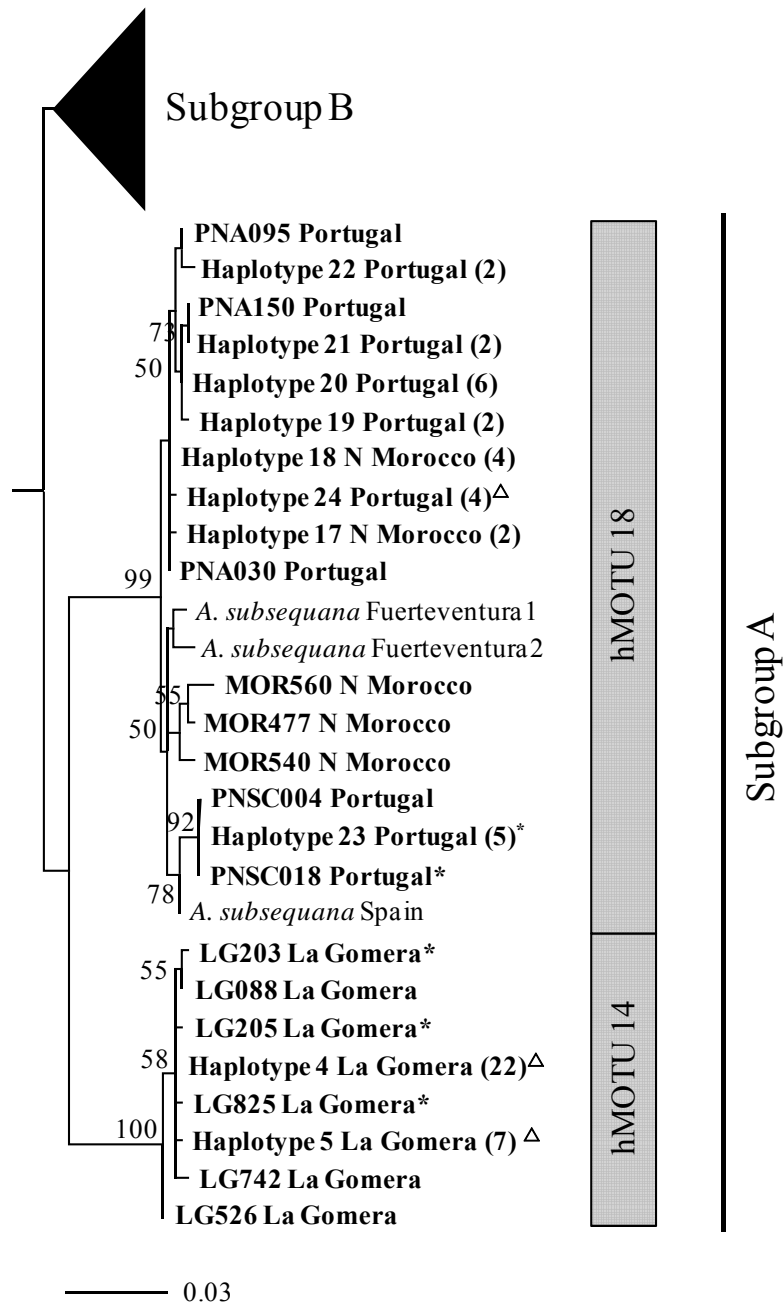 Subgroup B
PNA095 Portugal
Haplotype 22 Portugal (2)
PNA150 Portugal
73
Haplotype 21 Portugal (2)
50
Haplotype 20 Portugal (6)
Haplotype 19 Portugal (2)
Haplotype 18 N Morocco (4)
Haplotype 24 Portugal (4)△
Haplotype 17 N Morocco (2)
PNA030 Portugal
99
A. subsequana Fuerteventura1
A. subsequana Fuerteventura2
MOR560 N Morocco
55
MOR477 N Morocco
50
MOR540 N Morocco
PNSC004 Portugal
92
Haplotype 23 Portugal (5)*
PNSC018 Portugal*
78
A. subsequana Spain
hMOTU 18
LG203 La Gomera*
55
LG088 La Gomera
LG205 La Gomera*
58
Haplotype 4 La Gomera (22)△
LG825 La Gomera*
100
Haplotype 5 La Gomera (7) △
LG742 La Gomera
LG526 La Gomera
hMOTU 14
Subgroup A
0.03